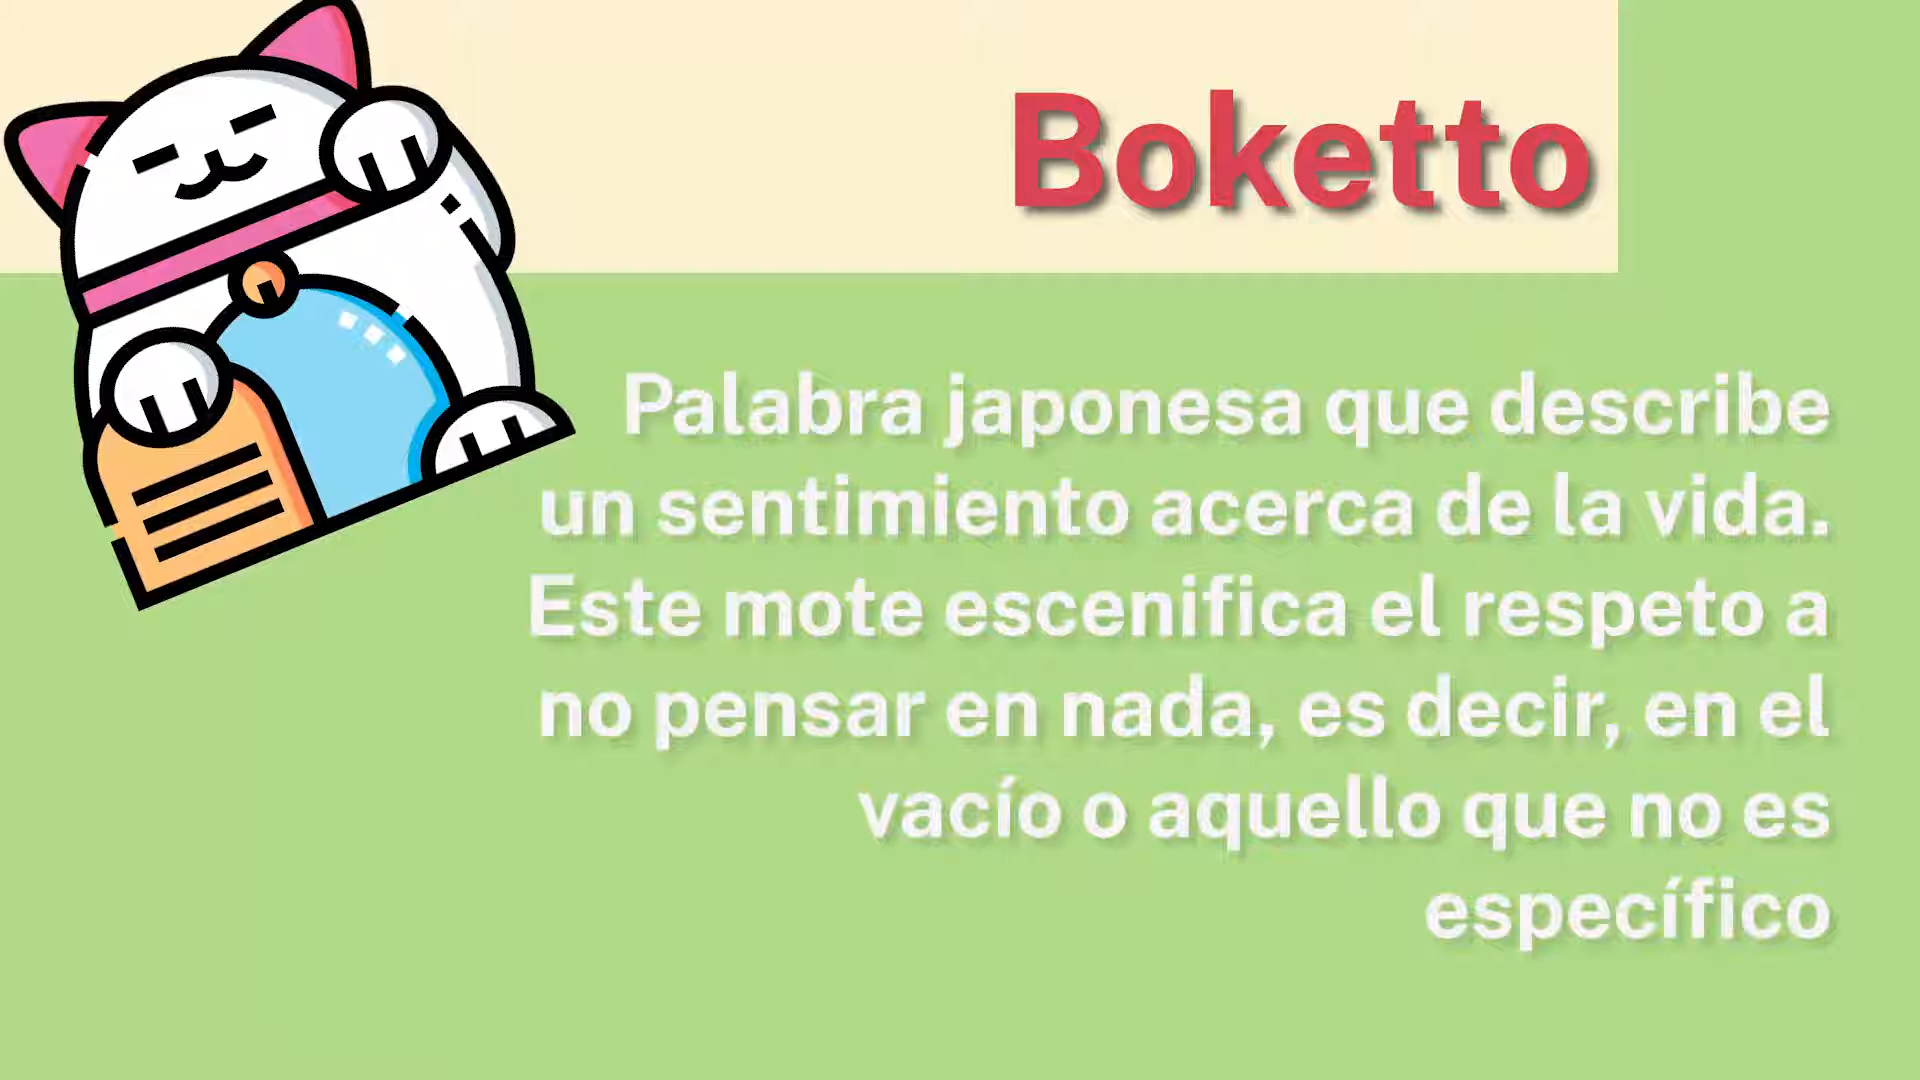 Boketto
Palabra japonesa que describe
un sentimiento acerca de la vida.
Este mote escenifica el respeto a
no pensar en nada, es decir, en el
vacío o aquello que no es
específico